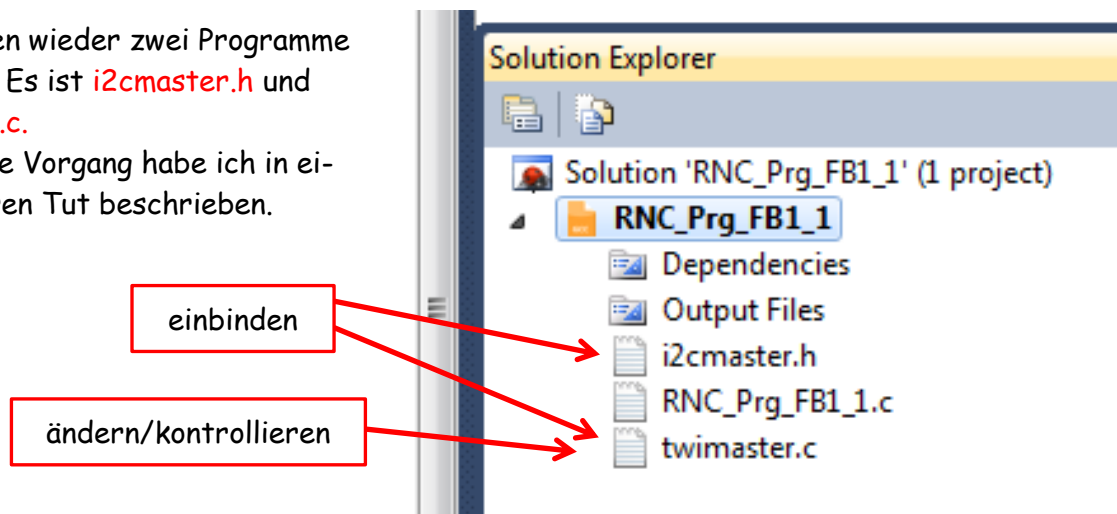 en wieder zwei Programme
Es ist i2cmaster.h und
.c.
e Vorgang habe ich in ei-
en Tut beschrieben.
einbinden
ändern/kontrollieren
Solution Explorer
Solution 'RNC_Prg_FB1_1' (1 project)
RNC_Prg_FB1_1
Dependencies
Output Files
i2cmaster.h
RNC_Prg_FB1_1.c
twimaster.c